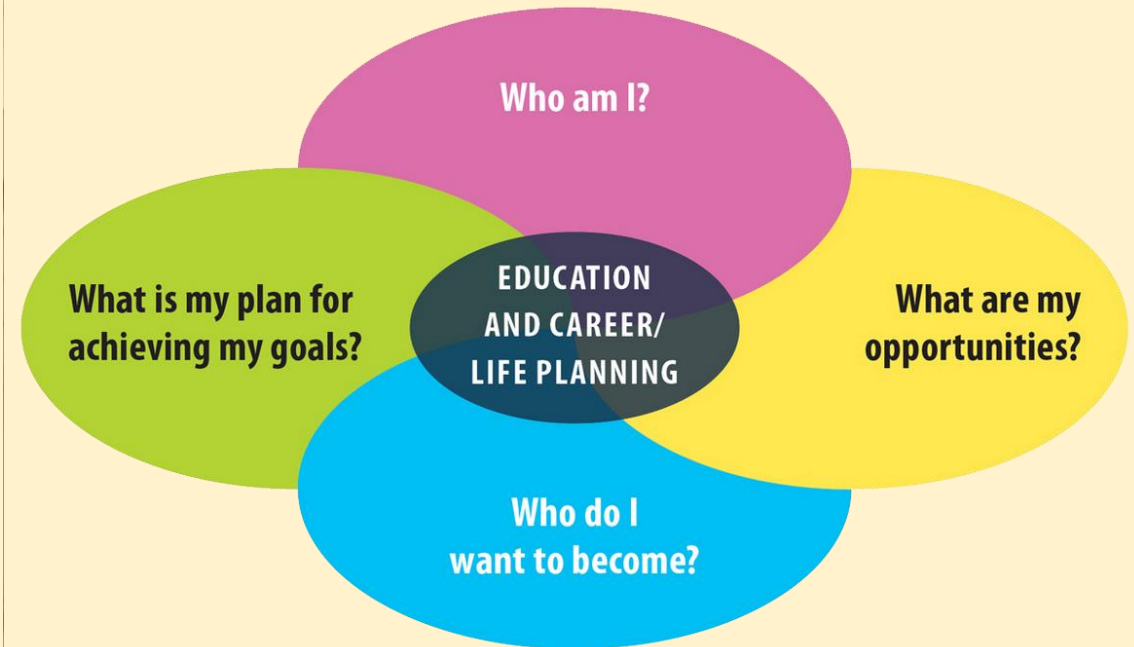 Who am I?
What is my plan for
achieving my goals?
EDUCATION
AND CAREER/
LIFE PLANNING
What are my
opportunities?
Who do I
want to become?